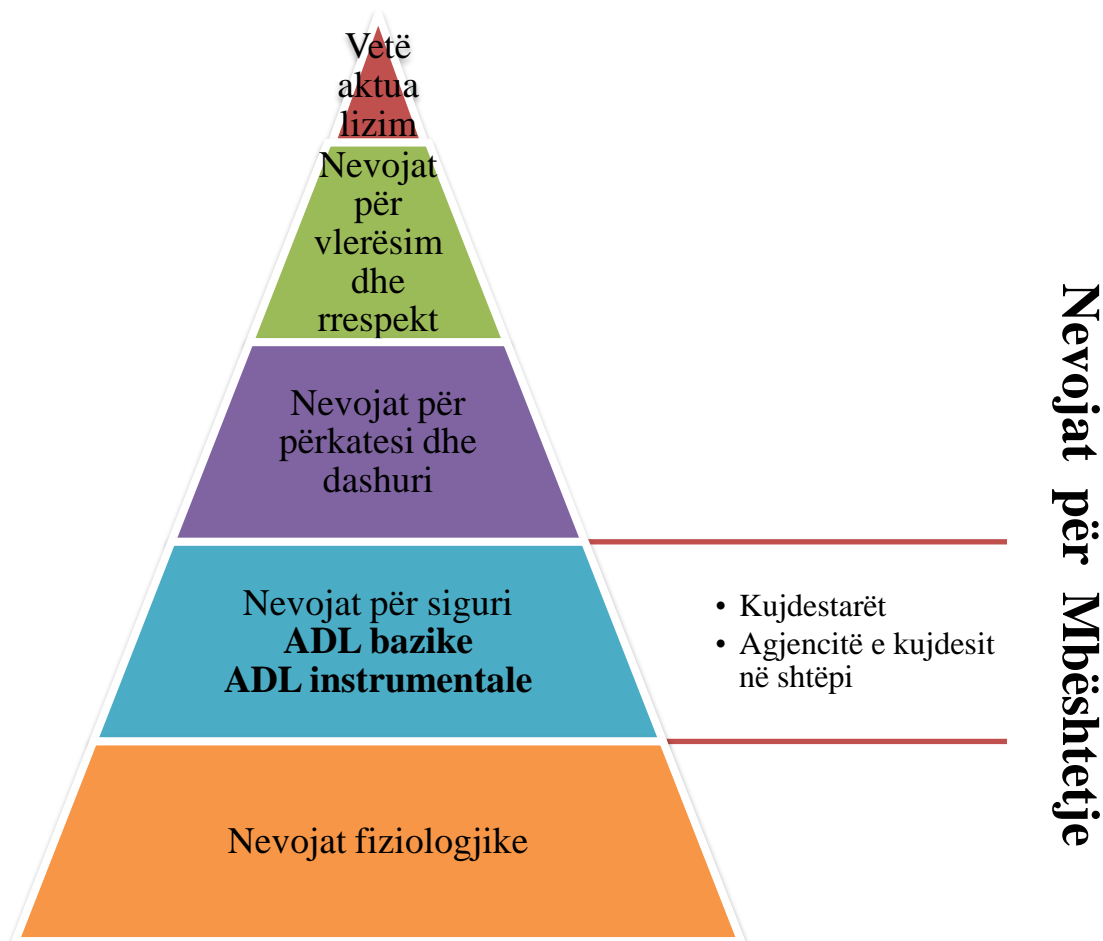 Vetë
aktua
lizim
Nevojat
për
vlerësim
dhe
rrespekt
Nevojat për
përkatesi dhe
dashuri
Nevojat për siguri
ADL bazike
ADL instrumentale
• Kujdestarët
• Agjencitë e kujdesit
në shtëpi
Nevojat fiziologjike
Nevojat për Mbështetje